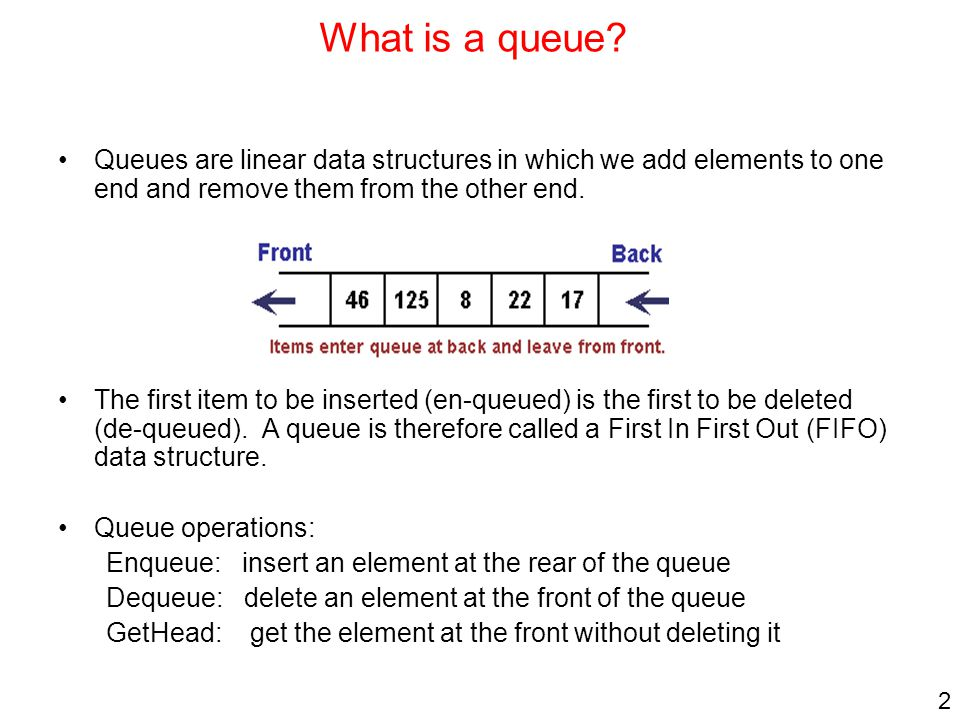 What is a queue?
• Queues are linear data structures in which we add elements to one
end and remove them from the other end.
Front Back
46 125 8 22 17
Items enter queue at back and leave from front.
• The first item to be inserted (en-queued) is the first to be deleted
(de-queued). A queue is therefore called a First In First Out (FIFO)
data structure.
• Queue operations:
Enqueue: insert an element at the rear of the queue
Dequeue: delete an element at the front of the queue
GetHead: get the element at the front without deleting it
2